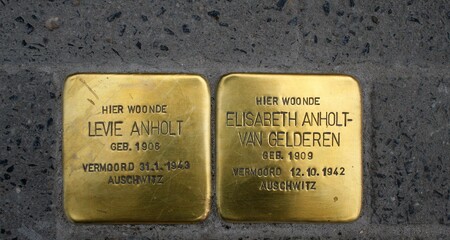 HIER WOONDE
LEVIE ANHOLT
GEB. 1908
VERMOORD 31.1.1943
AUSCHWITZ
HIER WOONDE
ELISABETH ANHOLT-
VAN GELDEREN
GEB. 1909
VERMOORD 12.10.1942
AUSCHWITZ